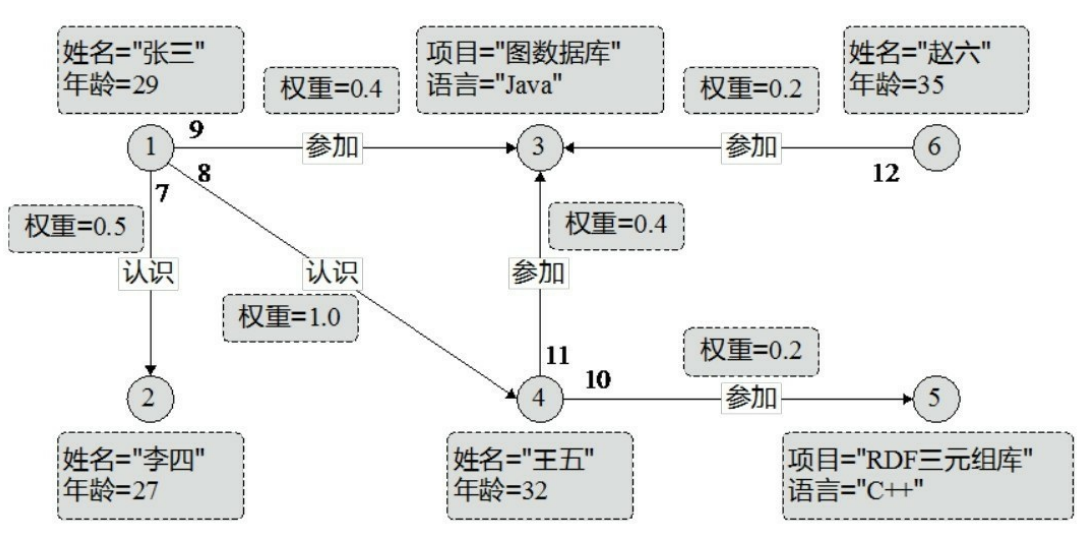 姓名="张三"
年龄=29
权重=0.4
项目="图数据库"
语言="Java"
权重=0.2
姓名="赵六"
年龄=35
1
9
参加
3
参加
6
8
7
12
权重=0.5
权重=0.4
认识
认识
参加
权重=1.0
11
10
权重=0.2
2
4
参加
5
姓名="李四"
年龄=27
姓名="王五"
年龄=32
项目="RDF三元组库"
语言="C++"